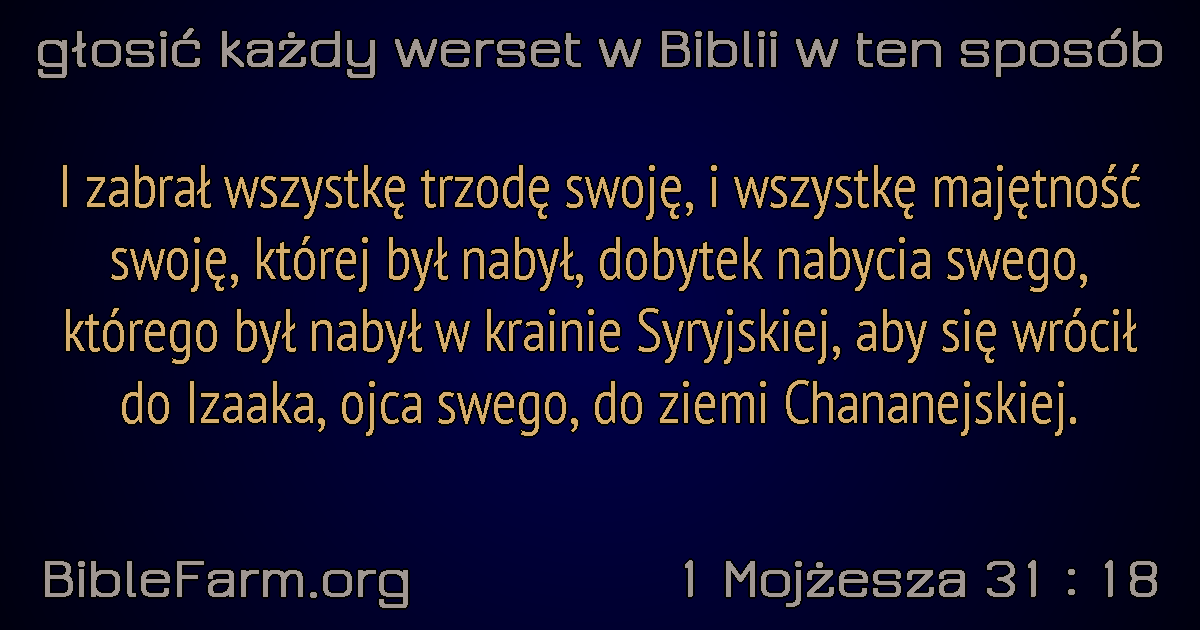 głosić każdy werset w Biblii w ten sposób
I zabrał wszystkę trzodę swoję, i wszystkę majętność
swoję, której był nabył, dobytek nabycia swego,
którego był nabył w krainie Syryjskiej, aby się wrócił
do Izaaka, ojca swego, do ziemi Chananejskiej.
BibleFarm.org
1 Mojżesza 31 : 18